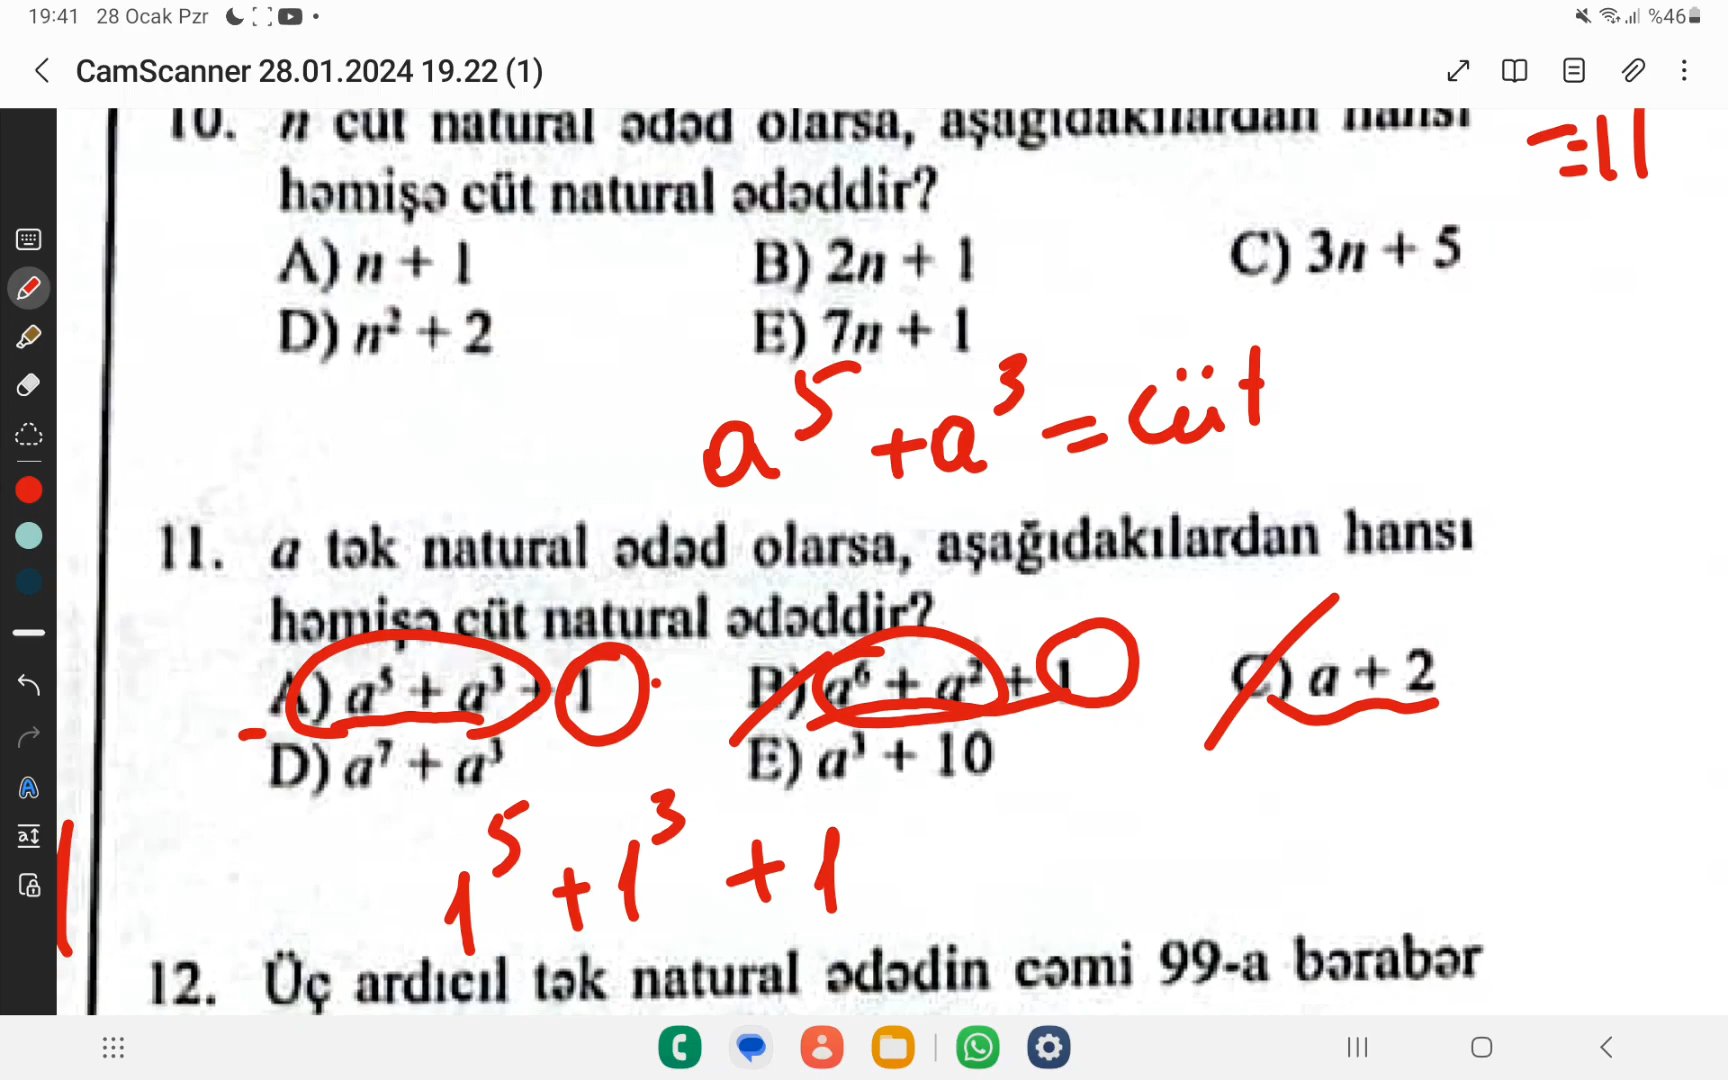 19:41 28 Ocak Pzr %46
CamScanner 28.01.2024 19.22 (1)
10. n cüt natural ədəd olarsa, aşağıdakılardan hansı
həmişə cüt natural ədəddir?
=11
A) n + 1 B) 2n + 1 C) 3n + 5
D) n² + 2 E) 7n + 1
a⁵ + a³ = cüt
11. a tək natural ədəd olarsa, aşağıdakılardan hansı
həmişə cüt natural ədəddir?
A) a⁵ + a³ + 1 B) a⁶ + a² + 1 C) a + 2
D) a⁷ + a³ E) a³ + 10
1⁵ + 1³ + 1
12. Üç ardıcıl tək natural ədədin cəmi 99-a bərabər